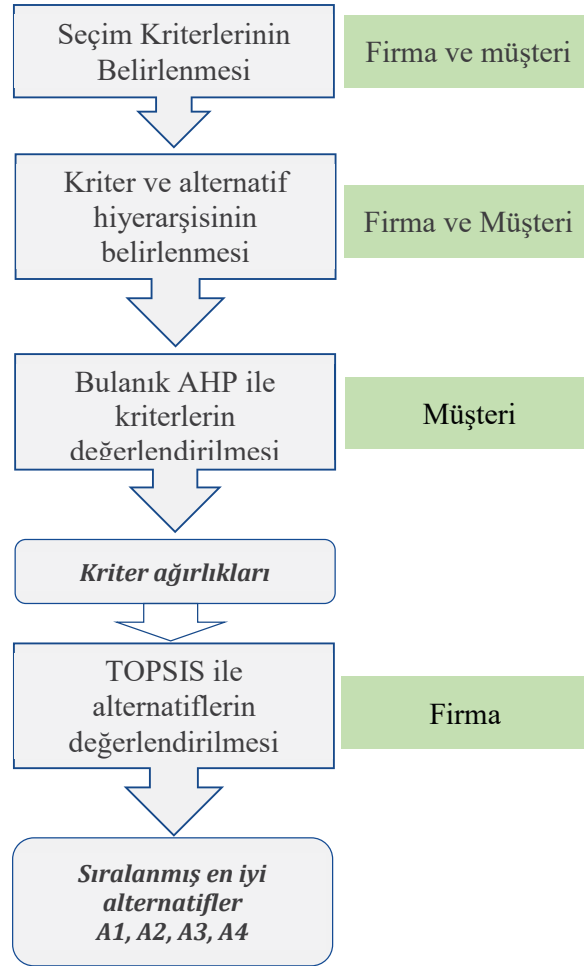 Seçim Kriterlerinin
Belirlenmesi
Firma ve müşteri
Kriter ve alternatif
hiyerarşisinin
belirlenmesi
Firma ve Müşteri
Bulanık AHP ile
kriterlerin
değerlendirilmesi
Müşteri
Kriter ağırlıkları
TOPSIS ile
alternatiflerin
değerlendirilmesi
Firma
Sıralanmış en iyi
alternatifler
A1, A2, A3, A4